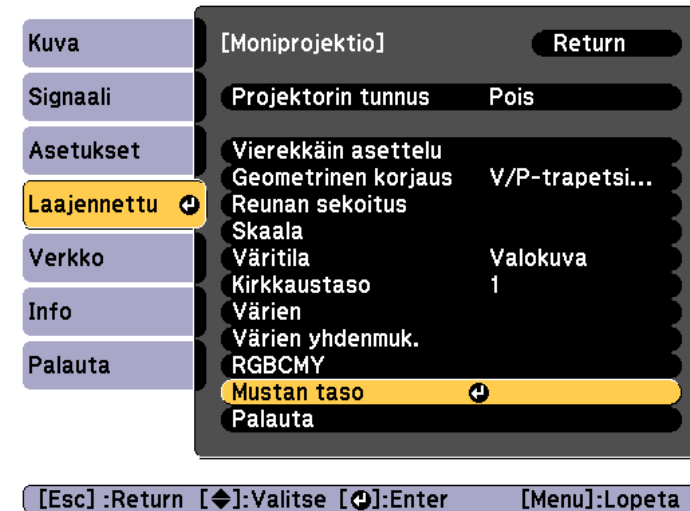 Kuva
Signaali
Asetukset
Laajennettu
Verkko
Info
Palauta
[Moniprojektio] Return
Projektorin tunnus Pois
Vierekkäin asettelu
Geometrinen korjaus V/P-trapetsi...
Reunan sekoitus
Skaala
Väritila Valokuva
Kirkkaustaso 1
Värien
Värien yhdenmuk.
RGBCMY
Mustan taso
Palauta
[Esc] :Return [◆]:Valitse [⏎]:Enter [Menu]:Lopeta